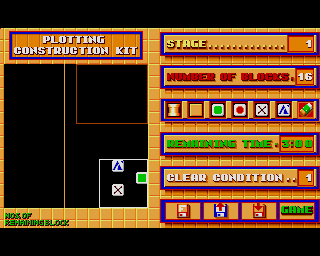 PLOTTING
CONSTRUCTION KIT
STAGE............. 1
NUMBER OF BLOCKS. 16
REMAINING TIME. 3:00
CLEAR CONDITION.. 1
GAME
NO% OF
REMAINING BLOCK